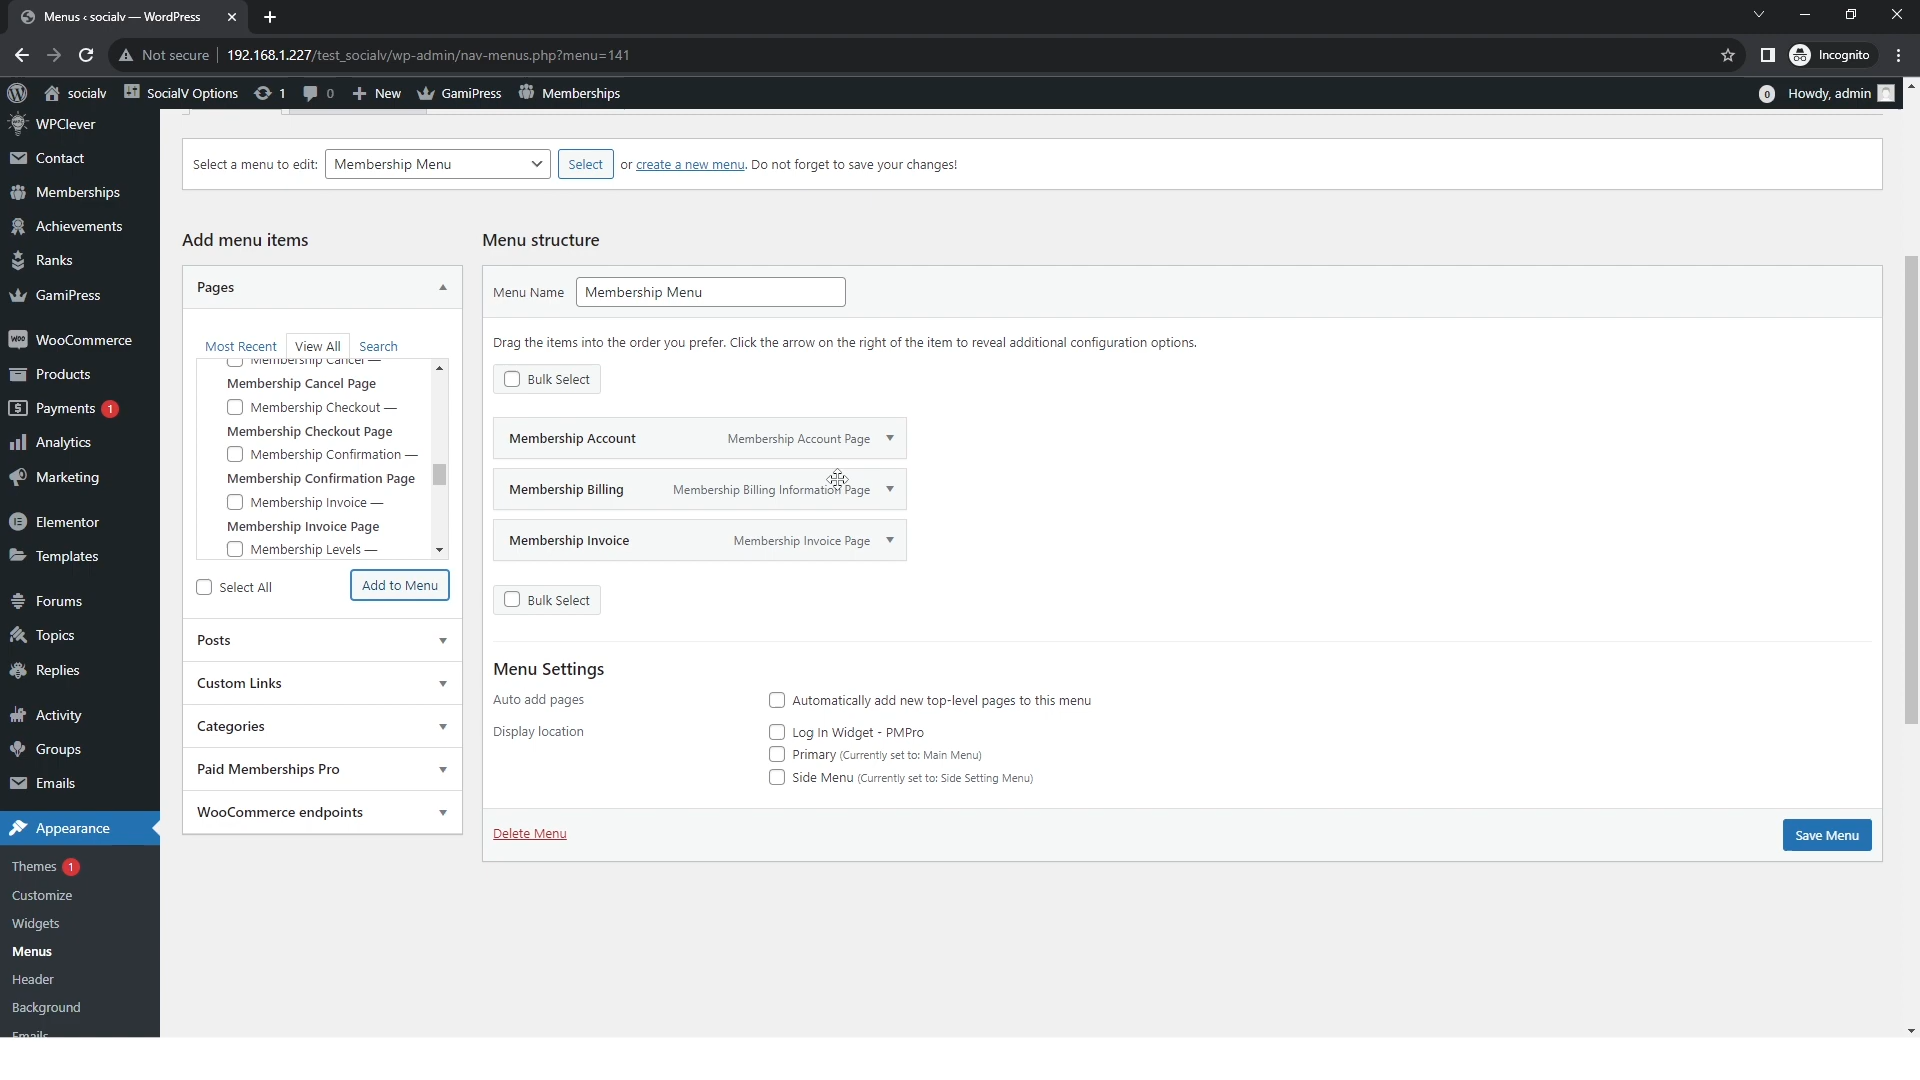 Menus ‹ socialv — WordPress
Not secure 192.168.1.227/test_socialv/wp-admin/nav-menus.php?menu=141 Incognito
socialv SocialV Options 1 0 New GamiPress Memberships 0 Howdy, admin
WPClever
Contact
Memberships
Achievements
Ranks
GamiPress
WooCommerce
Products
Payments 1
Analytics
Marketing
Elementor
Templates
Forums
Topics
Replies
Activity
Groups
Emails
Appearance
Themes 1
Customize
Widgets
Menus
Header
Background
Emails
Select a menu to edit: Membership Menu Select or create a new menu. Do not forget to save your changes!
Add menu items
Pages
Most Recent View All Search
Membership Cancel —
Membership Cancel Page
Membership Checkout —
Membership Checkout Page
Membership Confirmation —
Membership Confirmation Page
Membership Invoice —
Membership Invoice Page
Membership Levels —
Select All Add to Menu
Posts
Custom Links
Categories
Paid Memberships Pro
WooCommerce endpoints
Menu structure
Menu Name Membership Menu
Drag the items into the order you prefer. Click the arrow on the right of the item to reveal additional configuration options.
Bulk Select
Membership Account Membership Account Page
Membership Billing Membership Billing Information Page
Membership Invoice Membership Invoice Page
Bulk Select
Menu Settings
Auto add pages Automatically add new top-level pages to this menu
Display location Log In Widget - PMPro
Primary (Currently set to: Main Menu)
Side Menu (Currently set to: Side Setting Menu)
Delete Menu Save Menu